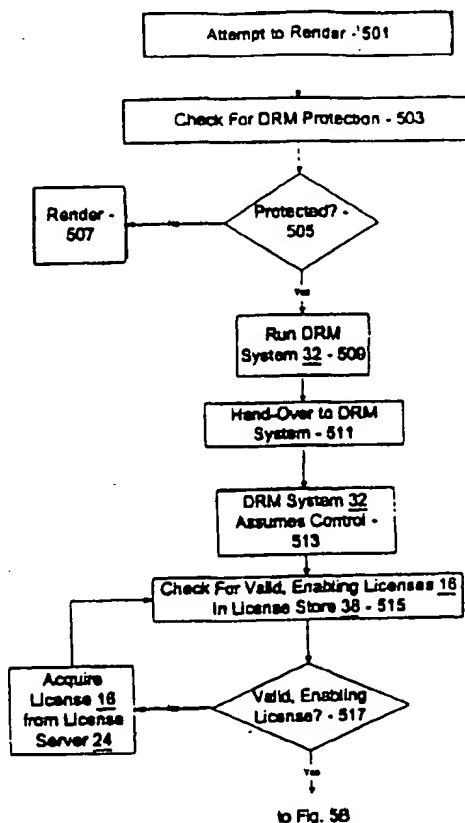 Attempt to Render - 501
Check For DRM Protection - 503
Protected? -
505
No
Render -
507
Yes
Run DRM
System 32 - 509
Hand-Over to DRM
System - 511
DRM System 32
Assumes Control -
513
Check For Valid, Enabling Licenses 16
In License Store 38 - 515
Valid, Enabling
License? - 517
No
Acquire
License 16
from License
Server 24
Yes
to Fig. 5B